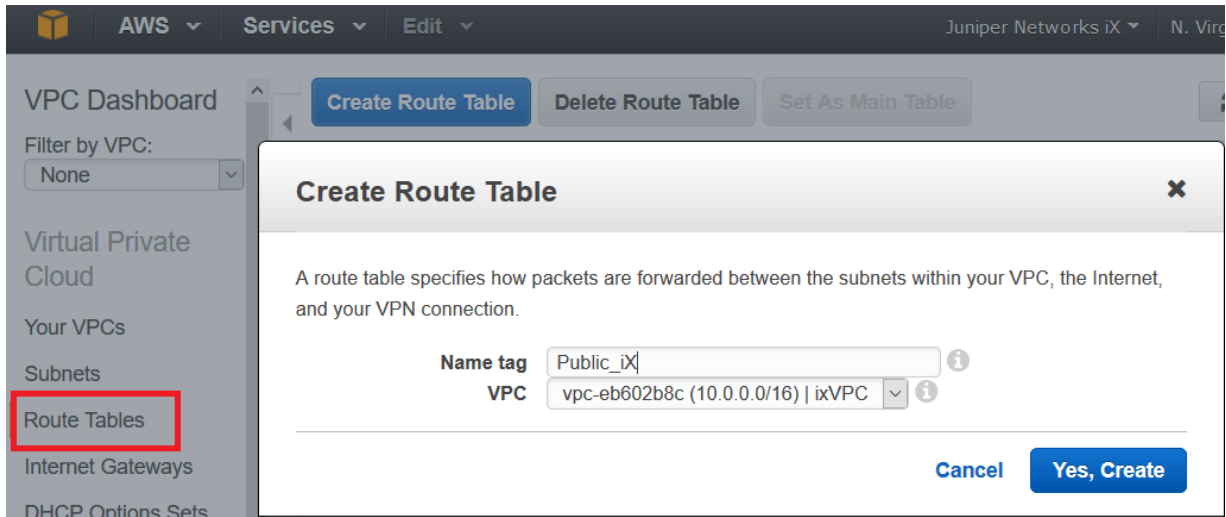 AWS Services Edit Juniper Networks iX N. Virg
VPC Dashboard
Create Route Table Delete Route Table Set As Main Table
Filter by VPC:
None
Create Route Table
Virtual Private
Cloud
A route table specifies how packets are forwarded between the subnets within your VPC, the Internet,
and your VPN connection.
Your VPCs
Name tag Public_iX
Subnets
VPC vpc-eb602b8c (10.0.0.0/16) | ixVPC
Route Tables
Internet Gateways
Cancel Yes, Create
DHCP Options Sets